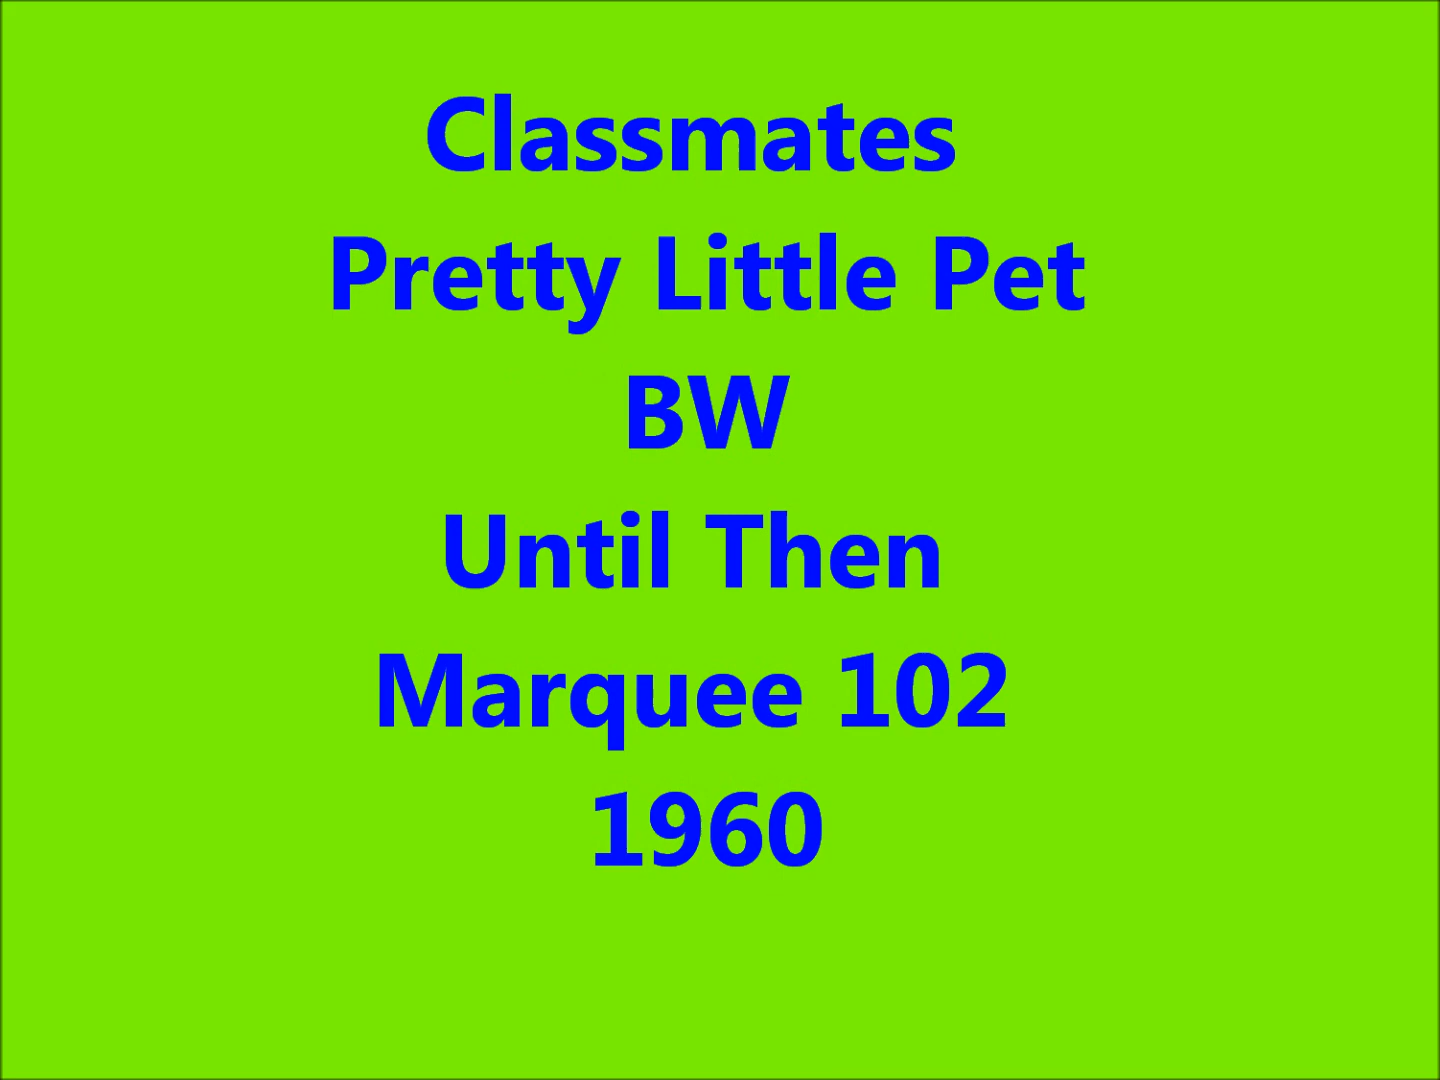 Classmates
Pretty Little Pet
BW
Until Then
Marquee 102
1960